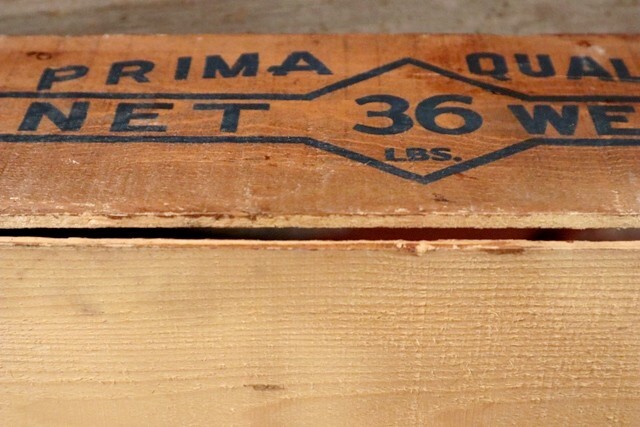 PRIMA QUAL
NET 36 WE
LBS.